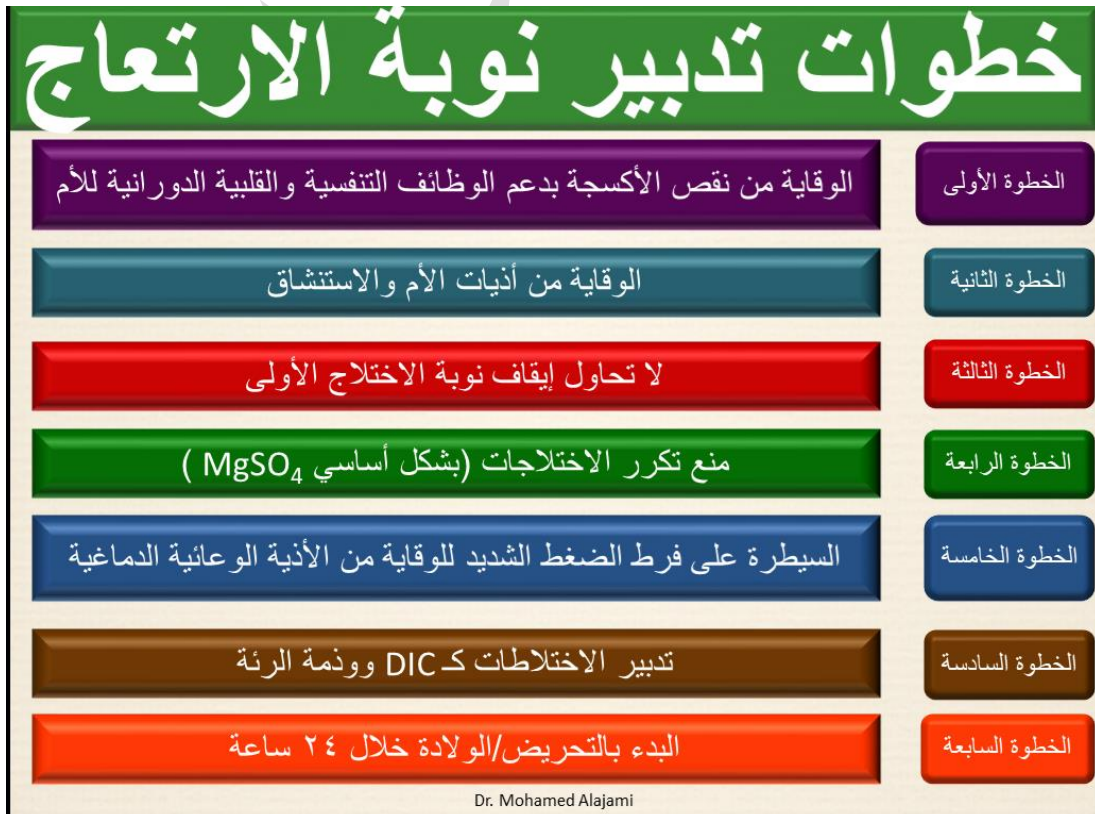 خطوات تدبير نوبة الارتعاج
الخطوة الأولى
الوقاية من نقص الأكسجة بدعم الوظائف التنفسية والقلبية الدورانية للأم
الخطوة الثانية
الوقاية من أذيات الأم والاستنشاق
الخطوة الثالثة
لا تحاول إيقاف نوبة الاختلاج الأولى
الخطوة الرابعة
منع تكرر الاختلاجات (بشكل أساسي MgSO₄ )
الخطوة الخامسة
السيطرة على فرط الضغط الشديد للوقاية من الأذية الوعائية الدماغية
الخطوة السادسة
تدبير الاختلاطات كـ DIC ووذمة الرئة
الخطوة السابعة
البدء بالتحريض/الولادة خلال ٢٤ ساعة
Dr. Mohamed Alajami